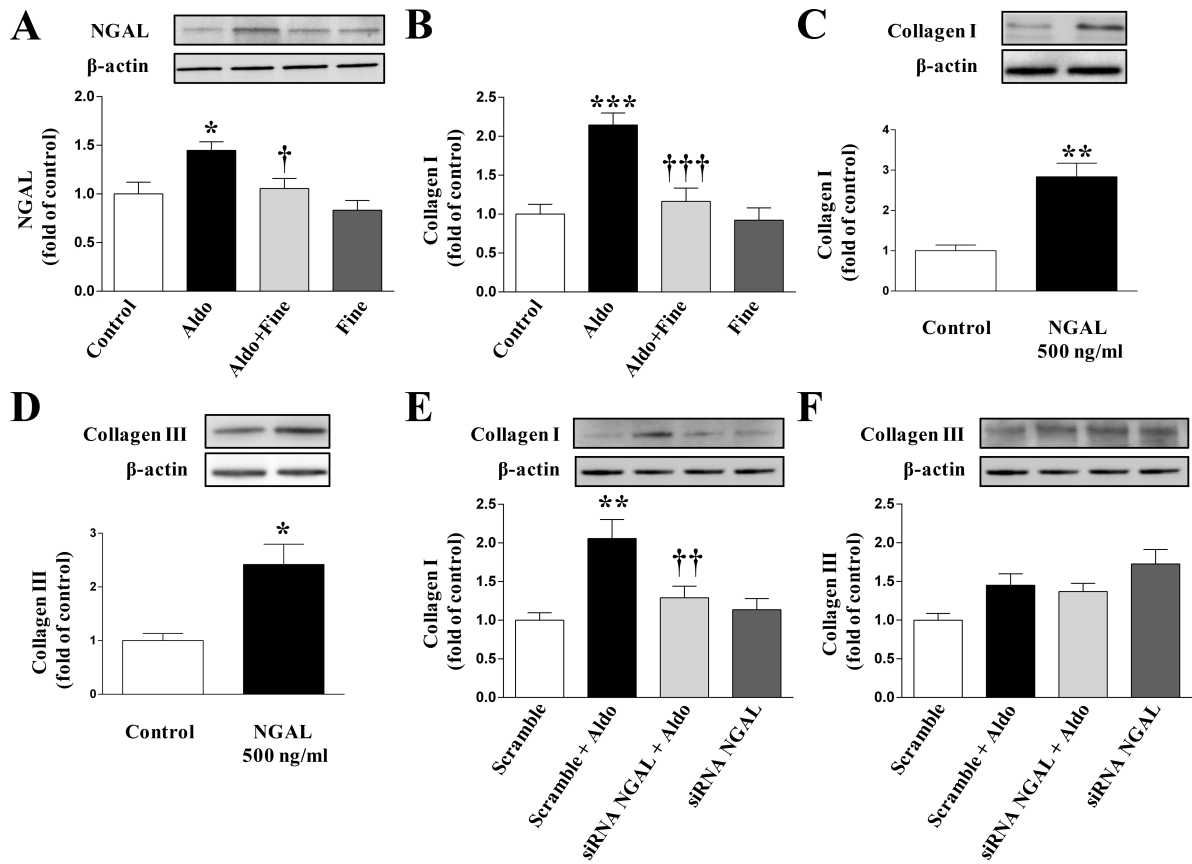 A
NGAL
β-actin
NGAL
(fold of control)
2.0
1.5
1.0
0.5
0.0
*
†
Control
Aldo
Aldo+Fine
Fine
B
Collagen I
(fold of control)
2.5
2.0
1.5
1.0
0.5
0.0
***
†††
Control
Aldo
Aldo+Fine
Fine
C
Collagen I
β-actin
Collagen I
(fold of control)
4
3
2
1
0
**
Control
NGAL
500 ng/ml
D
Collagen III
β-actin
Collagen III
(fold of control)
3
2
1
0
*
Control
NGAL
500 ng/ml
E
Collagen I
β-actin
Collagen I
(fold of control)
2.5
2.0
1.5
1.0
0.5
0.0
**
††
Scramble
Scramble + Aldo
siRNA NGAL + Aldo
siRNA NGAL
F
Collagen III
β-actin
Collagen III
(fold of control)
2.5
2.0
1.5
1.0
0.5
0.0
Scramble
Scramble + Aldo
siRNA NGAL + Aldo
siRNA NGAL